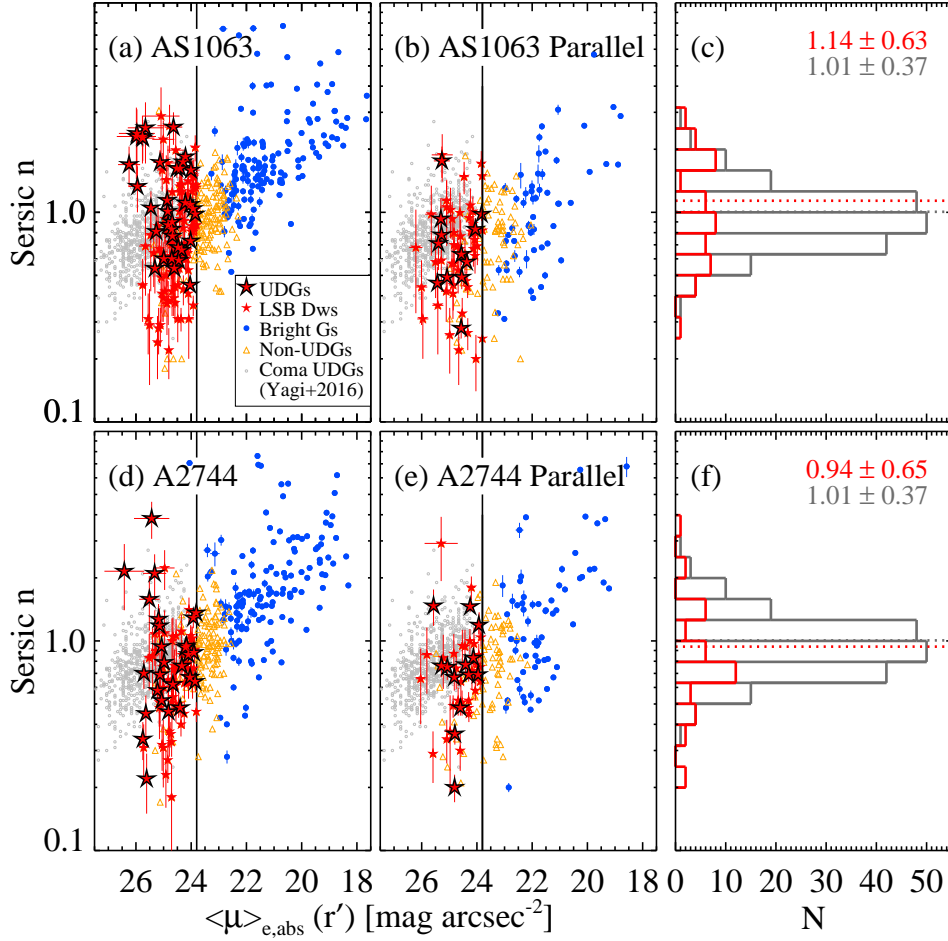 (a) AS1063
(b) AS1063 Parallel
(c)
1.14 ± 0.63
1.01 ± 0.37
Sersic n
1.0
0.1
UDGs
LSB Dws
Bright Gs
Non-UDGs
Coma UDGs
(Yagi+2016)
(d) A2744
(e) A2744 Parallel
(f)
0.94 ± 0.65
1.01 ± 0.37
Sersic n
1.0
0.1
26 24 22 20 18
26 24 22 20 18
0 10 20 30 40 50
<μ>e,abs (r′) [mag arcsec-2]
N